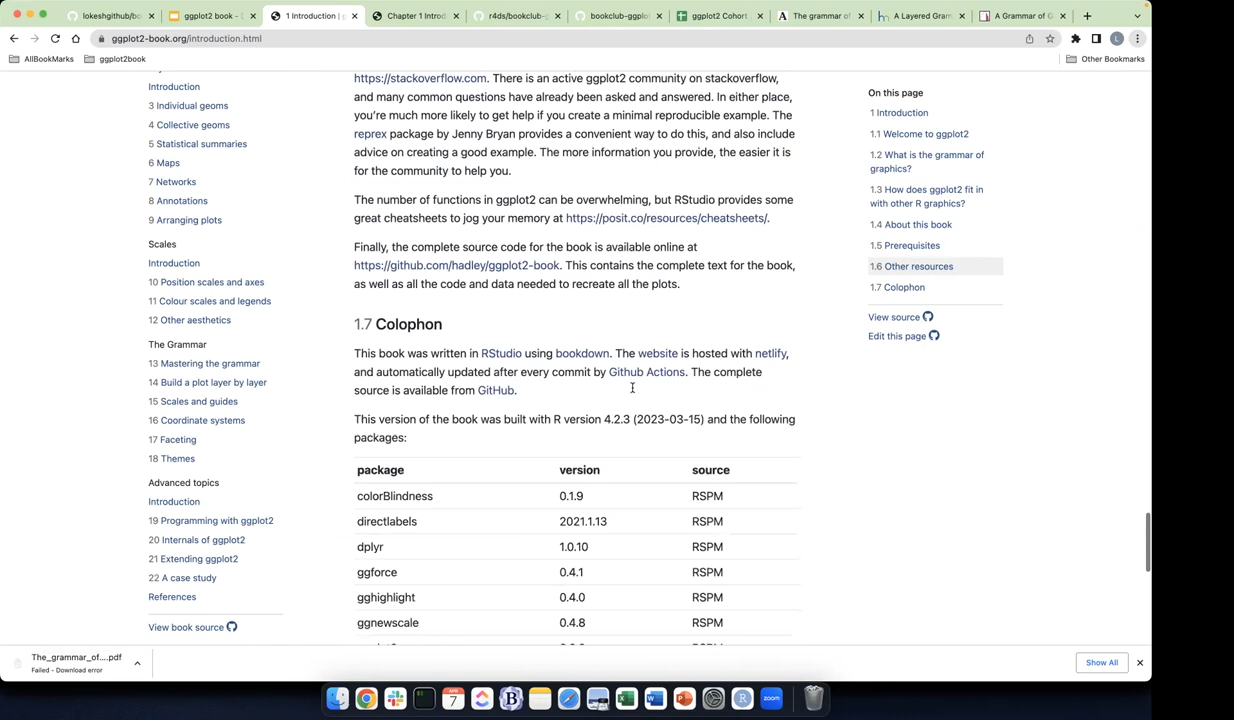 lokeshgithub/bo
ggplot2 book -
1 Introduction |
Chapter 1 Introd
r4ds/bookclub-g
bookclub-ggplo
ggplot2 Cohort
The grammar of
A Layered Gram
A Grammar of G
ggplot2-book.org/introduction.html
L
AllBookMarks
ggplot2book
Other Bookmarks
Introduction
3 Individual geoms
4 Collective geoms
5 Statistical summaries
6 Maps
7 Networks
8 Annotations
9 Arranging plots
Scales
Introduction
10 Position scales and axes
11 Colour scales and legends
12 Other aesthetics
The Grammar
13 Mastering the grammar
14 Build a plot layer by layer
15 Scales and guides
16 Coordinate systems
17 Faceting
18 Themes
Advanced topics
Introduction
19 Programming with ggplot2
20 Internals of ggplot2
21 Extending ggplot2
22 A case study
References
View book source
https://stackoverflow.com. There is an active ggplot2 community on stackoverflow,
and many common questions have already been asked and answered. In either place,
you're much more likely to get help if you create a minimal reproducible example. The
reprex package by Jenny Bryan provides a convenient way to do this, and also include
advice on creating a good example. The more information you provide, the easier it is
for the community to help you.
The number of functions in ggplot2 can be overwhelming, but RStudio provides some
great cheatsheets to jog your memory at https://posit.co/resources/cheatsheets/.
Finally, the complete source code for the book is available online at
https://github.com/hadley/ggplot2-book. This contains the complete text for the book,
as well as all the code and data needed to recreate all the plots.
1.7 Colophon
This book was written in RStudio using bookdown. The website is hosted with netlify,
and automatically updated after every commit by Github Actions. The complete
source is available from GitHub.
This version of the book was built with R version 4.2.3 (2023-03-15) and the following
packages:
package version source
colorBlindness 0.1.9 RSPM
directlabels 2021.1.13 RSPM
dplyr 1.0.10 RSPM
ggforce 0.4.1 RSPM
gghighlight 0.4.0 RSPM
ggnewscale 0.4.8 RSPM
On this page
1 Introduction
1.1 Welcome to ggplot2
1.2 What is the grammar of
graphics?
1.3 How does ggplot2 fit in
with other R graphics?
1.4 About this book
1.5 Prerequisites
1.6 Other resources
1.7 Colophon
View source
Edit this page
The_grammar_of....pdf
Failed - Download error
Show All
APR
7
B
R
zoom